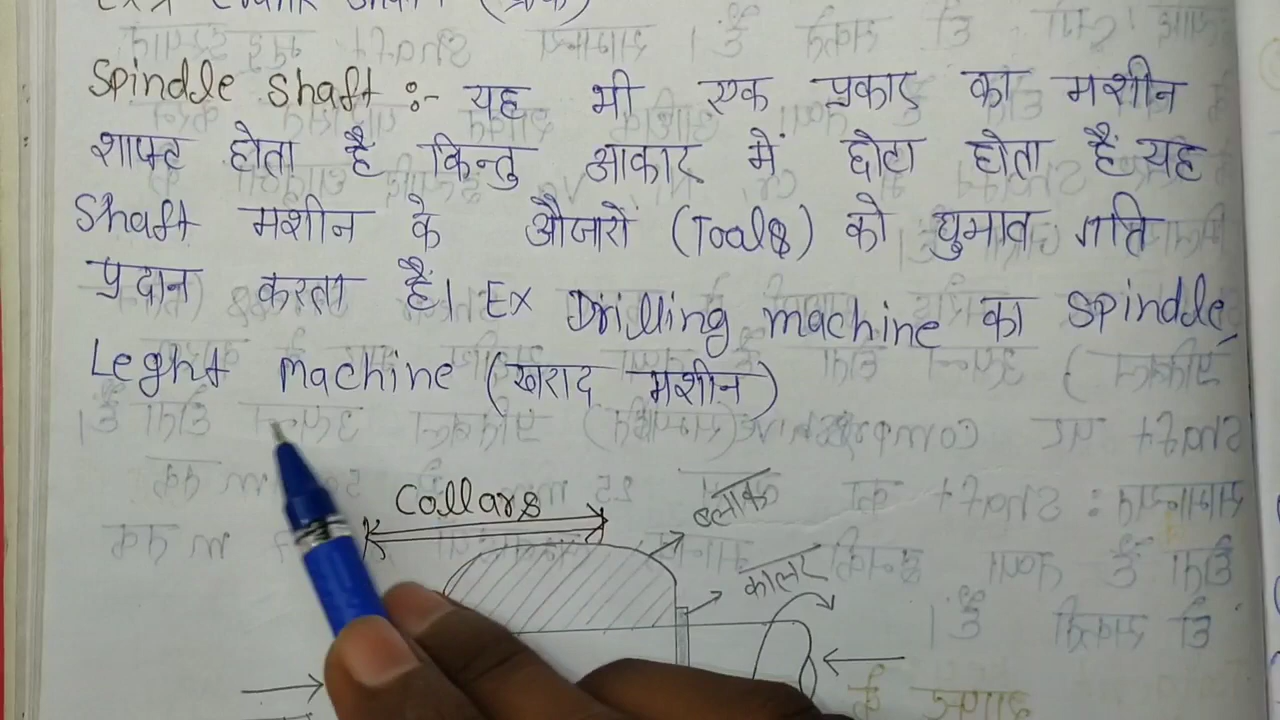 Spindle Shaft :- यह भी एक प्रकार का मशीन
शाफ्ट होता है किन्तु आकार में छोटा होता हैं यह
Shaft मशीन के औजारों (Tools) को घुमाव गति
प्रदान करता हैं। Ex Drilling machine का Spindle,
Leght machine (खराद मशीन)
Collars
ब्लाक
कालर